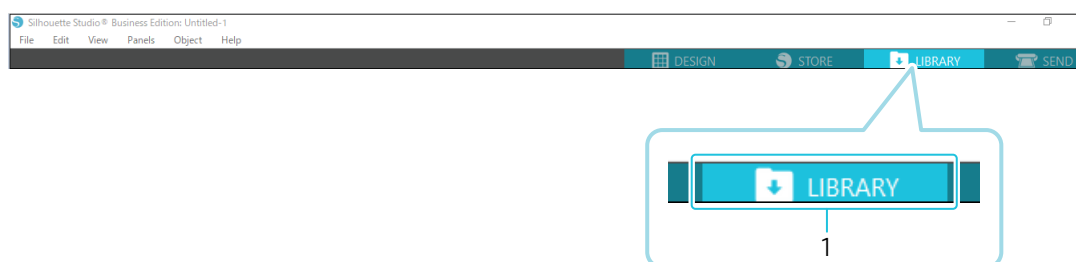 Silhouette Studio® Business Edition: Untitled-1
File Edit View Panels Object Help
DESIGN STORE LIBRARY SEND
LIBRARY
1